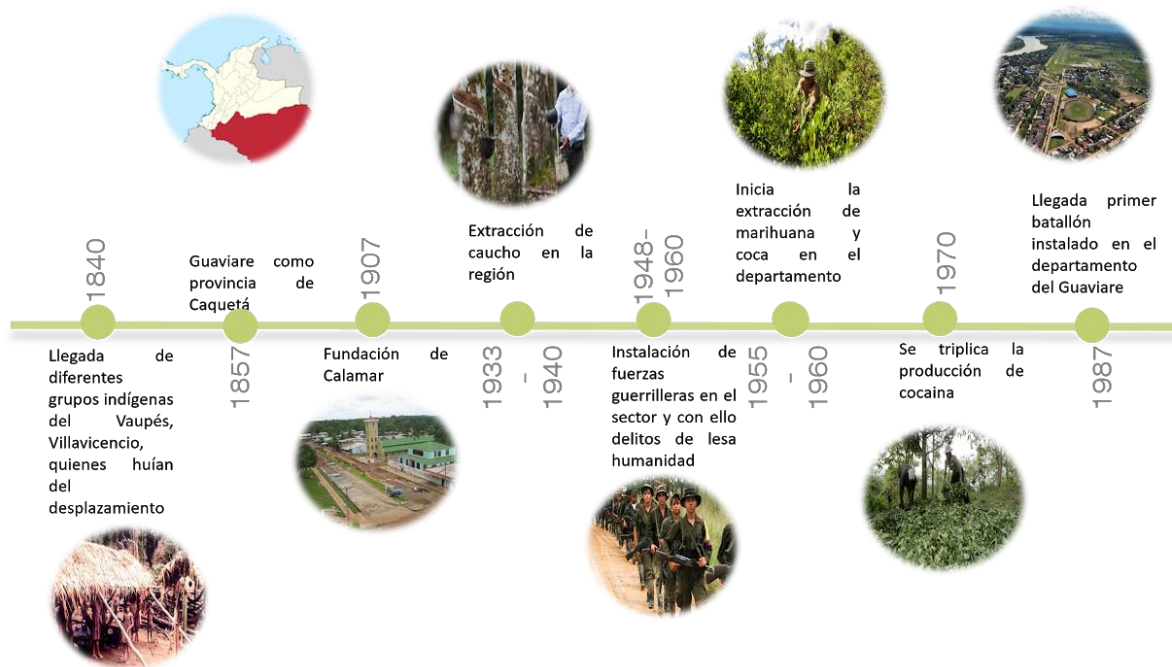 1840
Llegada de
diferentes
grupos indígenas
del Vaupés,
Villavicencio,
quienes huían
del
desplazamiento
Guaviare como
provincia de
Caquetá
1857
1907
Fundación de
Calamar
Extracción de
caucho en la
región
1933
-
1940
1948-
1960
Instalación de
fuerzas
guerrilleras en el
sector y con ello
delitos de lesa
humanidad
Inicia la
extracción de
marihuana y
coca en el
departamento
1955
-
1960
1970
Se triplica la
producción de
cocaina
Llegada primer
batallón
instalado en el
departamento
del Guaviare
1987